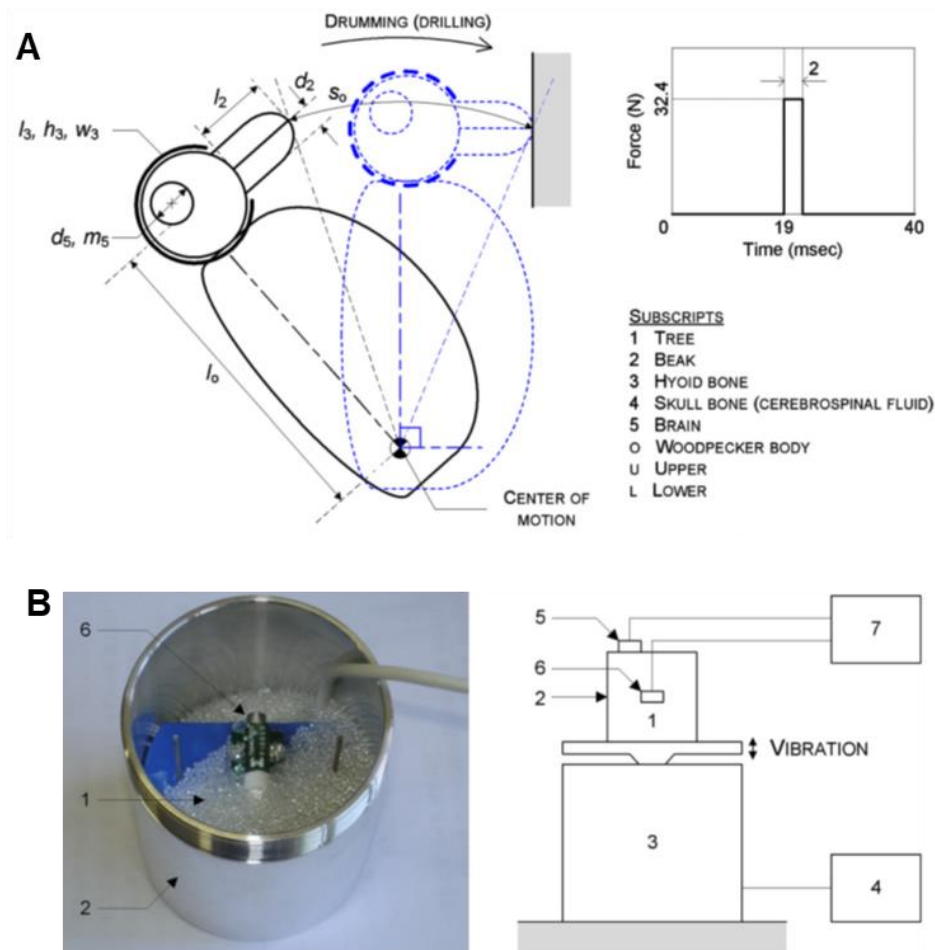 A
DRUMMING (DRILLING)
l2
d2
so
l3, h3, w3
d5, m5
lo
CENTER OF
MOTION
2
32.4
Force (N)
0
19
40
Time (msec)
SUBSCRIPTS
1 TREE
2 BEAK
3 HYOID BONE
4 SKULL BONE (CEREBROSPINAL FLUID)
5 BRAIN
O WOODPECKER BODY
U UPPER
L LOWER
B
6
1
2
5
6
2
1
7
VIBRATION
3
4